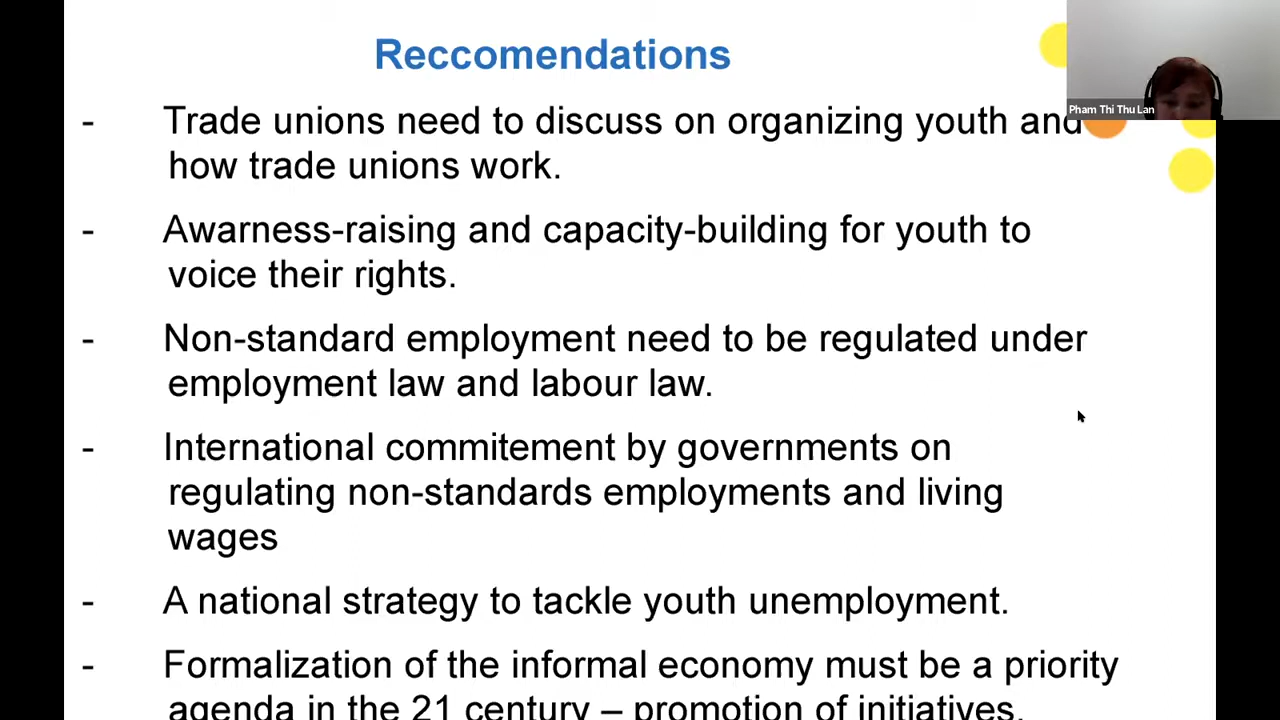 Reccomendations
Pham Thi Thu Lan
- Trade unions need to discuss on organizing youth and
how trade unions work.
- Awarness-raising and capacity-building for youth to
voice their rights.
- Non-standard employment need to be regulated under
employment law and labour law.
- International commitement by governments on
regulating non-standards employments and living
wages
- A national strategy to tackle youth unemployment.
- Formalization of the informal economy must be a priority
agenda in the 21 century – promotion of initiatives.